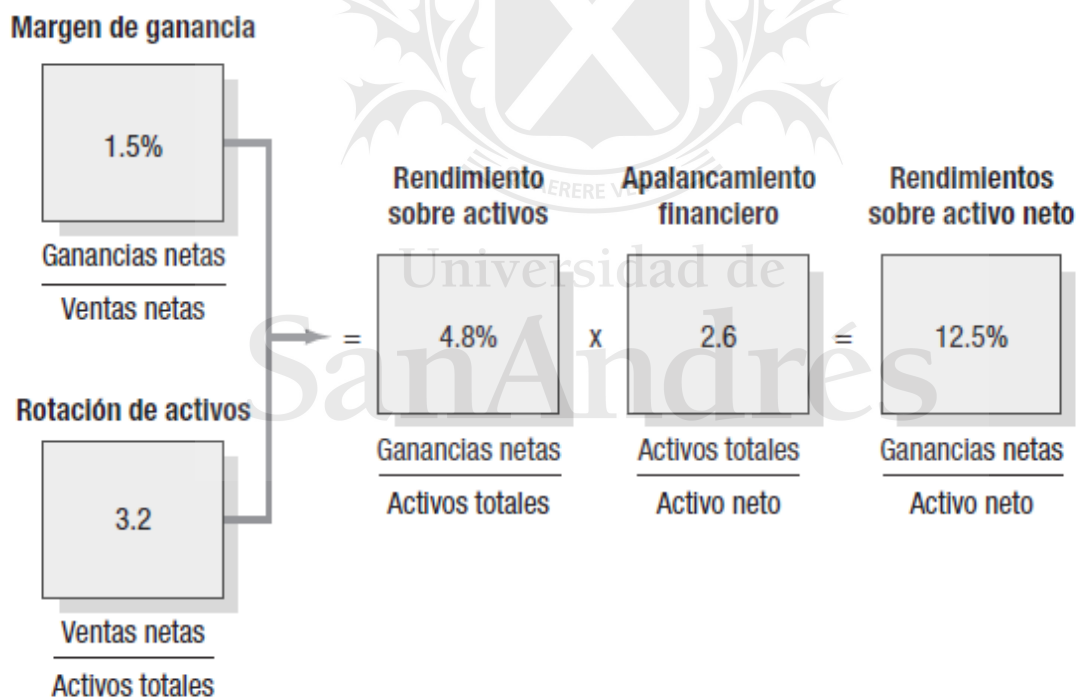 Margen de ganancia
1.5%
Ganancias netas
Ventas netas
Rotación de activos
3.2
Ventas netas
Activos totales
=
Rendimiento
sobre activos
4.8%
Ganancias netas
Activos totales
x
Apalancamiento
financiero
2.6
Activos totales
Activo neto
=
Rendimientos
sobre activo neto
12.5%
Ganancias netas
Activo neto
Universidad de
SanAndrés